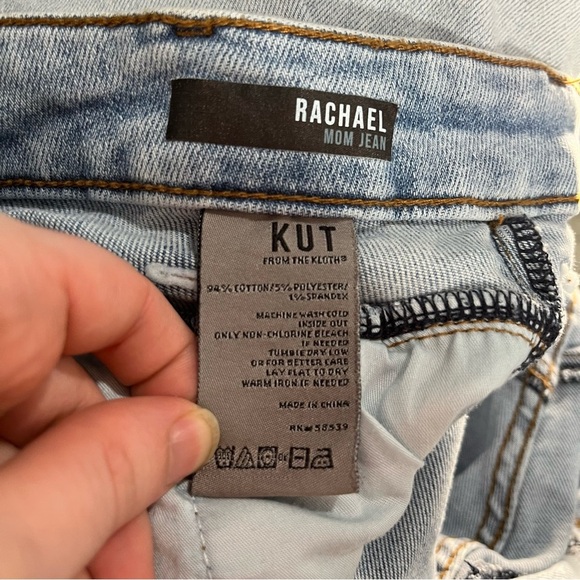 RACHAEL
MOM JEAN
KUT
FROM THE KLOTH®
94% COTTON/5% POLYESTER/
1% SPANDEX
MACHINE WASH COLD
INSIDE OUT
ONLY NON-CHLORINE BLEACH
IF NEEDED
TUMBLE DRY LOW
OR FOR BETTER CARE
LAY FLAT TO DRY
WARM IRON IF NEEDED
MADE IN CHINA
RN# 58539